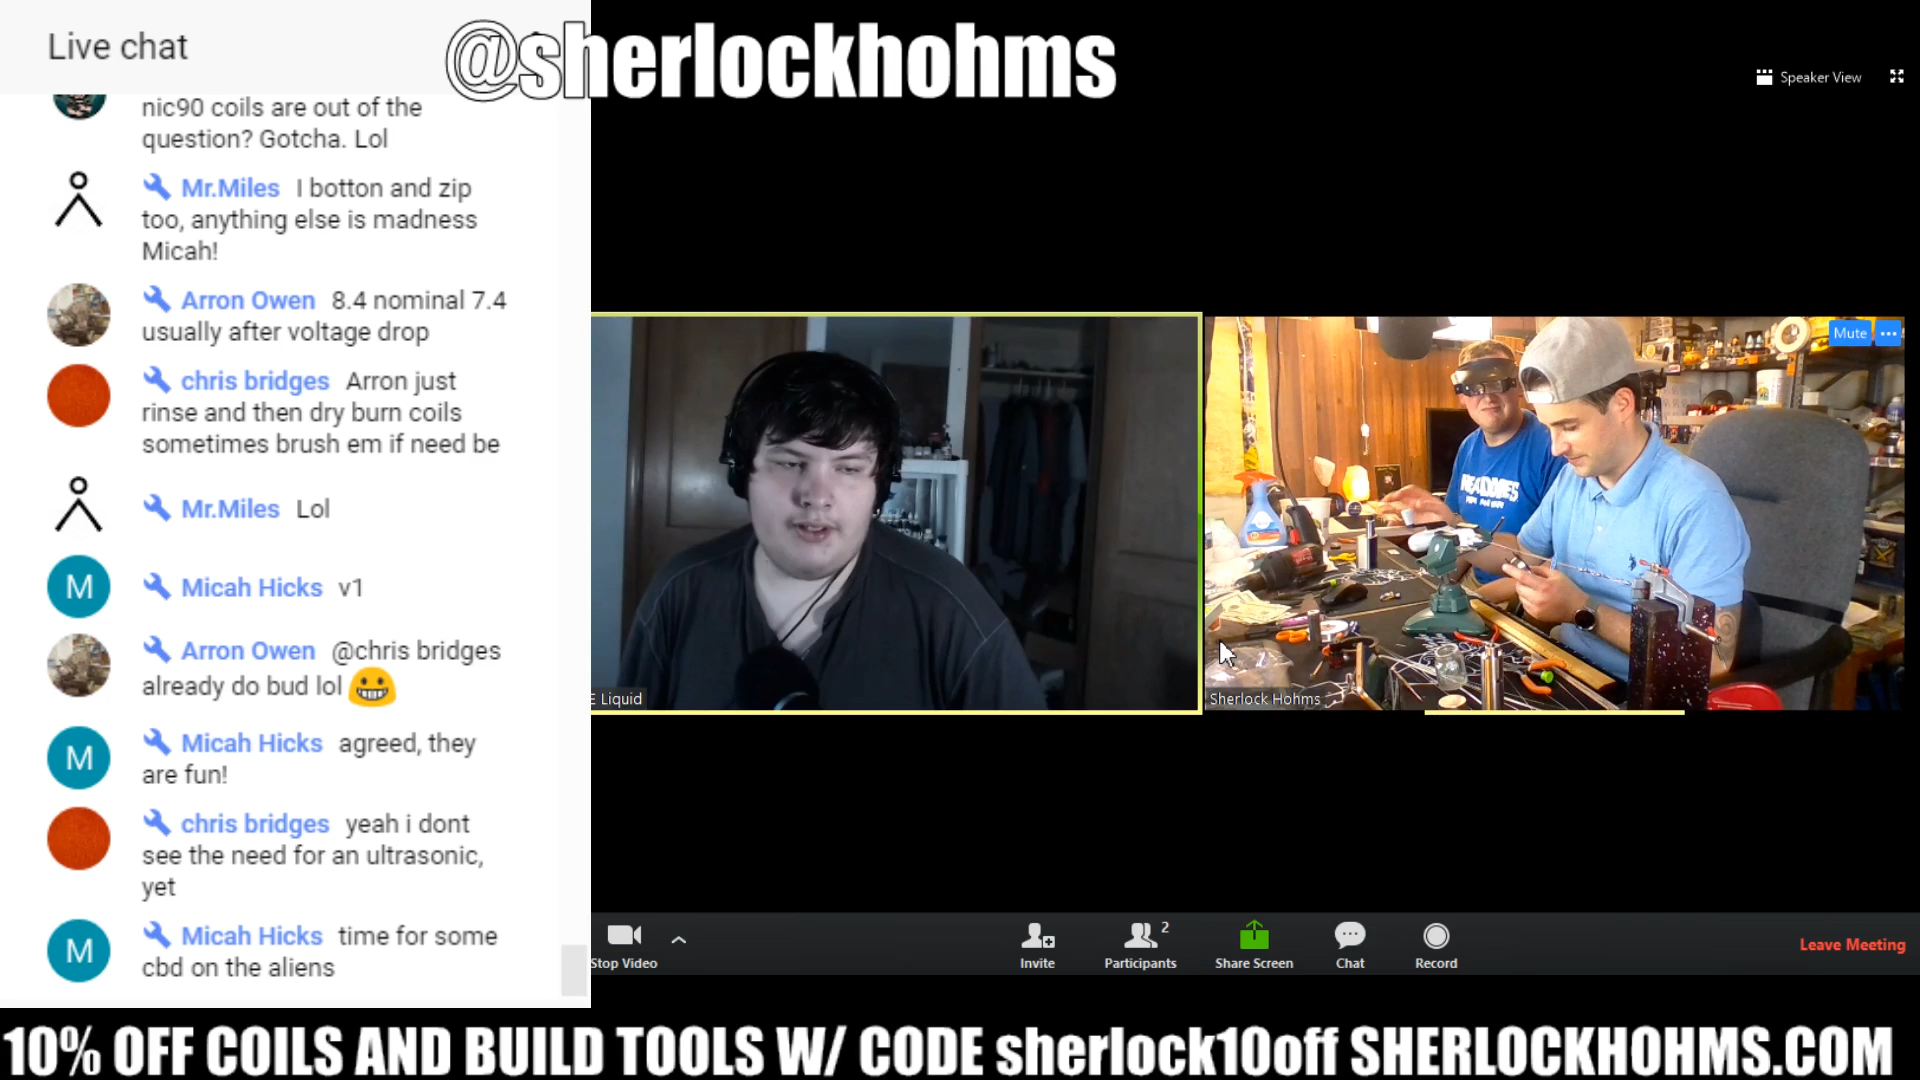 Live chat
@sherlockhohms
Speaker View
nic90 coils are out of the
question? Gotcha. Lol
Mr.Miles I botton and zip
too, anything else is madness
Micah!
Arron Owen 8.4 nominal 7.4
usually after voltage drop
chris bridges Arron just
rinse and then dry burn coils
sometimes brush em if need be
Mr.Miles Lol
M Micah Hicks v1
Arron Owen @chris bridges
already do bud lol
M Micah Hicks agreed, they
are fun!
chris bridges yeah i dont
see the need for an ultrasonic,
yet
M Micah Hicks time for some
cbd on the aliens
Mute
E Liquid
Sherlock Hohms
Stop Video
Invite
2
Participants
Share Screen
Chat
Record
Leave Meeting
10% OFF COILS AND BUILD TOOLS W/ CODE sherlock10off SHERLOCKHOHMS.COM